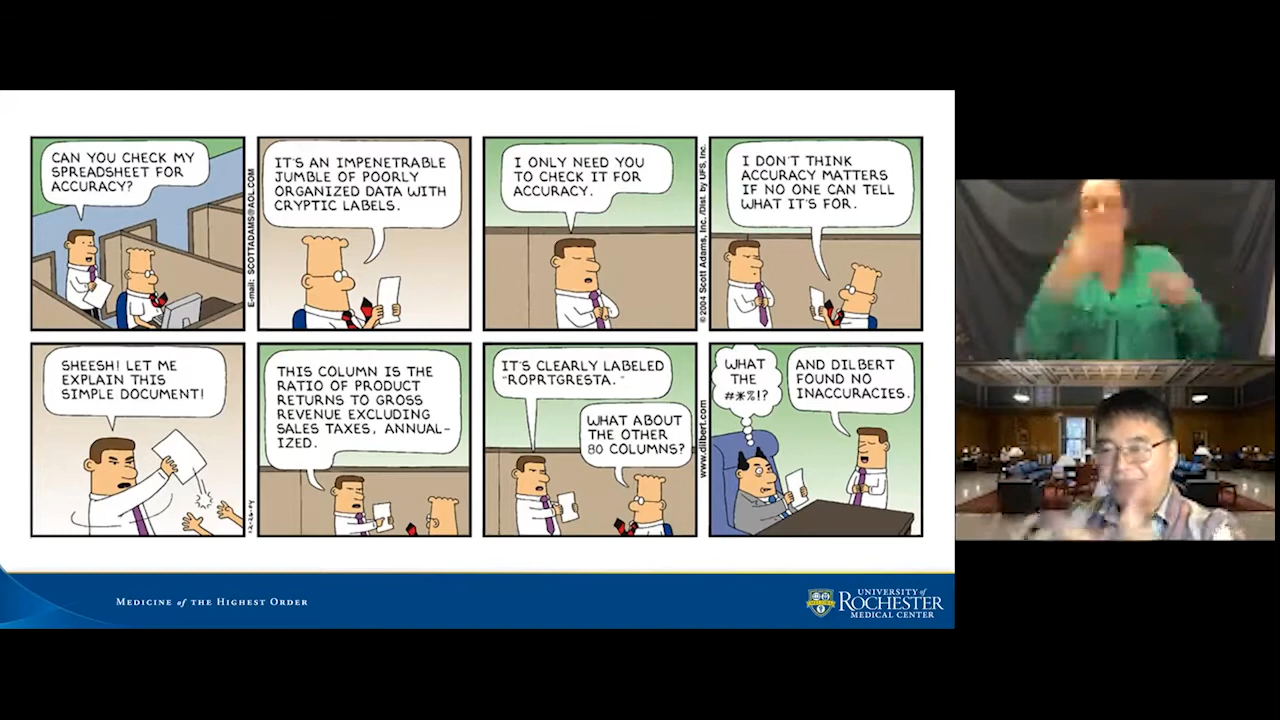 CAN YOU CHECK MY
SPREADSHEET FOR
ACCURACY?
E-mail: SCOTTADAMS@AOL.COM
IT'S AN IMPENETRABLE
JUMBLE OF POORLY
ORGANIZED DATA WITH
CRYPTIC LABELS.
I ONLY NEED YOU
TO CHECK IT FOR
ACCURACY.
© 2004 Scott Adams, Inc./Dist. by UFS, Inc.
I DON'T THINK
ACCURACY MATTERS
IF NO ONE CAN TELL
WHAT IT'S FOR.
SHEESH! LET ME
EXPLAIN THIS
SIMPLE DOCUMENT!
12-26-04
THIS COLUMN IS THE
RATIO OF PRODUCT
RETURNS TO GROSS
REVENUE EXCLUDING
SALES TAXES, ANNUAL-
IZED.
IT'S CLEARLY LABELED
"ROPRTGRESTA."
WHAT ABOUT
THE OTHER
80 COLUMNS?
www.dilbert.com
WHAT
THE
#*%!?
AND DILBERT
FOUND NO
INACCURACIES.
MEDICINE of THE HIGHEST ORDER
UNIVERSITY of
ROCHESTER
MEDICAL CENTER